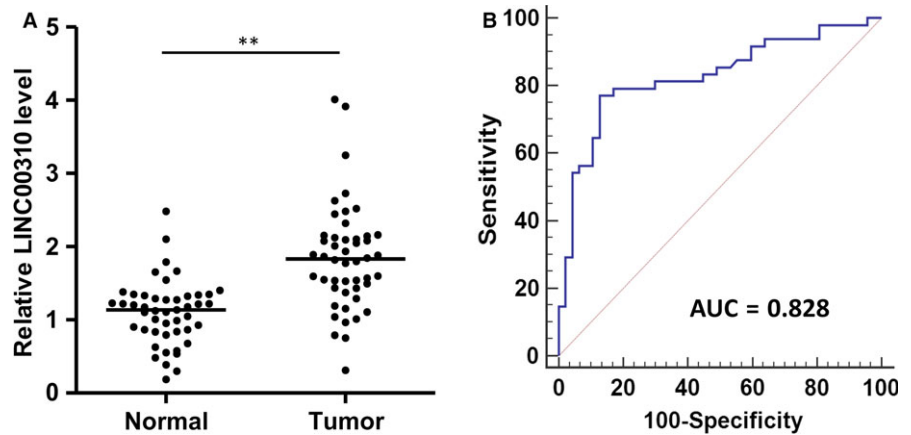 A
Relative LINC00310 level
5
4
3
2
1
0
**
Normal Tumor
B
Sensitivity
100
80
60
40
20
0
AUC = 0.828
0 20 40 60 80 100
100-Specificity